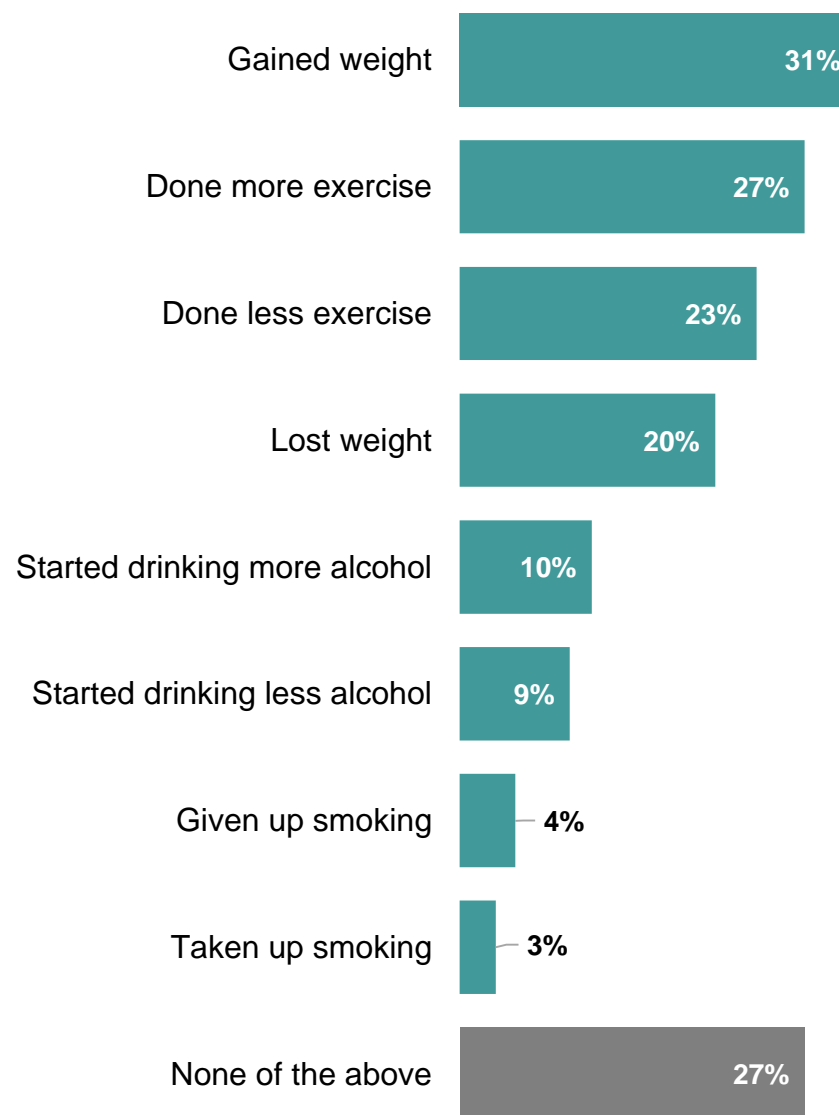 Gained weight 31%
Done more exercise 27%
Done less exercise 23%
Lost weight 20%
Started drinking more alcohol 10%
Started drinking less alcohol 9%
Given up smoking 4%
Taken up smoking 3%
None of the above 27%